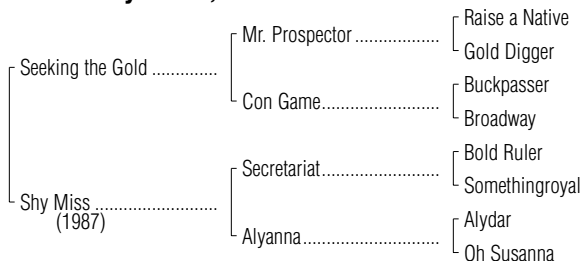 Raise a Native
Mr. Prospector ..................
Gold Digger
Seeking the Gold .............
Buckpasser
Con Game.........................
Broadway
Bold Ruler
Secretariat.........................
Somethingroyal
Shy Miss .........................
(1987)
Alydar
Alyanna.............................
Oh Susanna